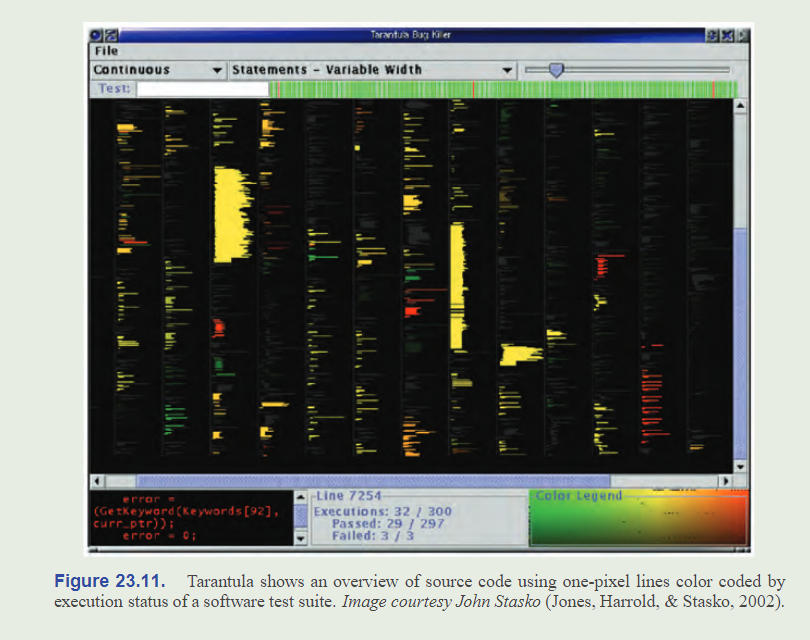 Tarantula Bug Killer
File
Continuous
Statements - Variable Width
Test:
error =
(GetKeyword(Keywords[92],
curr_ptr));
error = 0;
Line 7254
Executions: 32 / 300
Passed: 29 / 297
Failed: 3 / 3
Color Legend
Figure 23.11. Tarantula shows an overview of source code using one-pixel lines color coded by
execution status of a software test suite. Image courtesy John Stasko (Jones, Harrold, & Stasko, 2002).